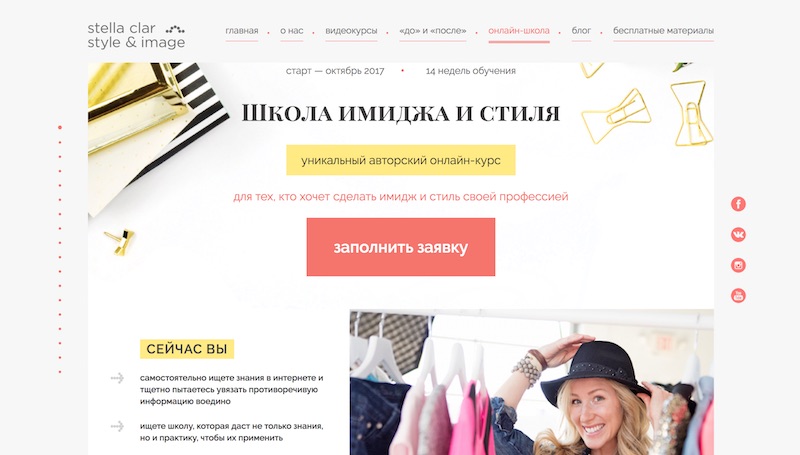 stella clar
style & image
главная • о нас • видеокурсы • «до» и «после» • онлайн-школа • блог • бесплатные материалы
старт — октябрь 2017 • 14 недель обучения
Школа имиджа и стиля
уникальный авторский онлайн-курс
для тех, кто хочет сделать имидж и стиль своей профессией
заполнить заявку
СЕЙЧАС ВЫ
самостоятельно ищете знания в интернете и
тщетно пытаетесь увязать противоречивую
информацию воедино
ищете школу, которая даст не только знания,
но и практику, чтобы их применить